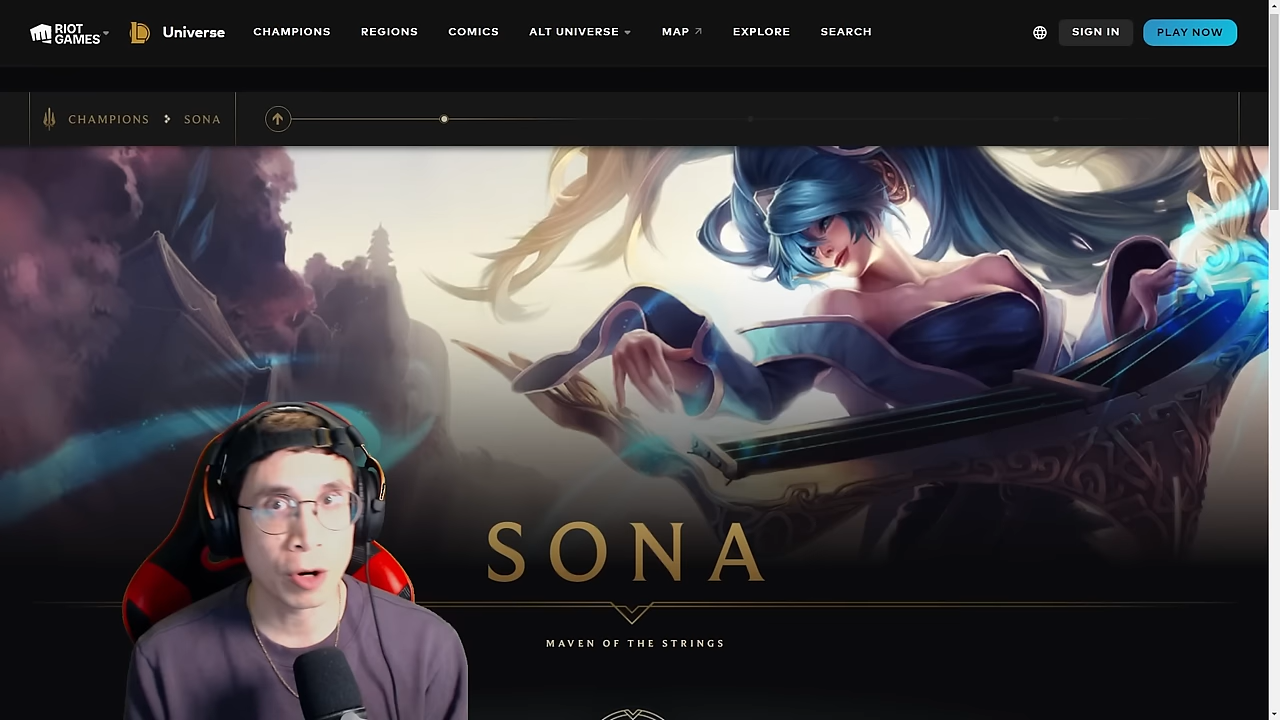 RIOT GAMES
Universe
CHAMPIONS
REGIONS
COMICS
ALT UNIVERSE
MAP
EXPLORE
SEARCH
SIGN IN
PLAY NOW
CHAMPIONS
SONA
SONA
MAVEN OF THE STRINGS